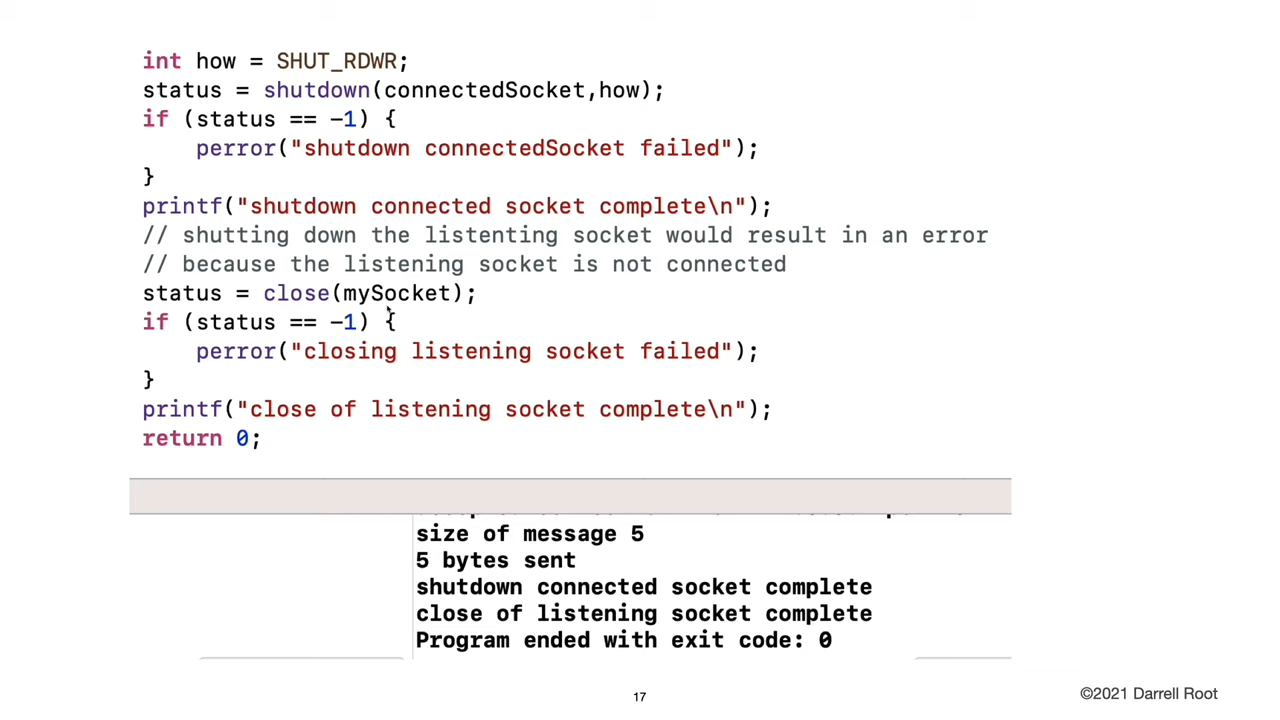 int how = SHUT_RDWR;
status = shutdown(connectedSocket,how);
if (status == -1) {
    perror("shutdown connectedSocket failed");
}
printf("shutdown connected socket complete\n");
// shutting down the listenting socket would result in an error
// because the listening socket is not connected
status = close(mySocket);
if (status == -1) {
    perror("closing listening socket failed");
}
printf("close of listening socket complete\n");
return 0;
size of message 5
5 bytes sent
shutdown connected socket complete
close of listening socket complete
Program ended with exit code: 0
17
©2021 Darrell Root